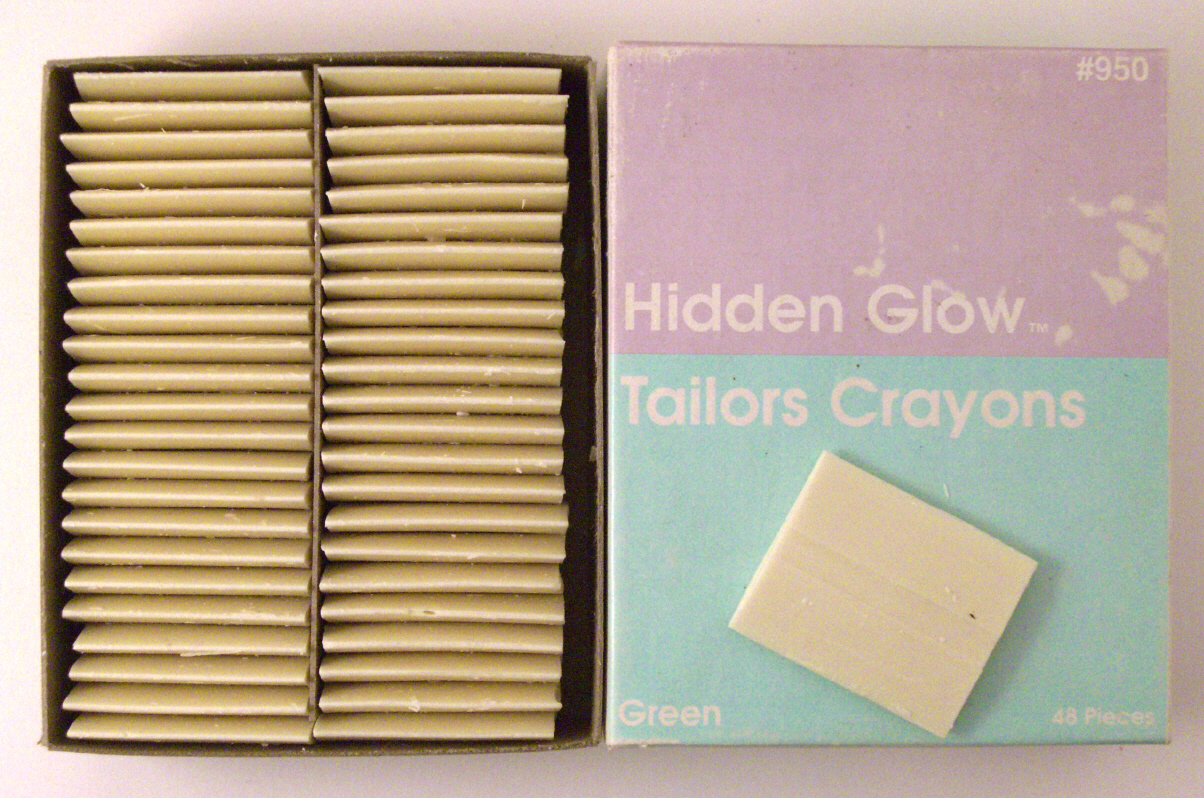 #950
Hidden Glow™
Tailors Crayons
Green
48 Pieces